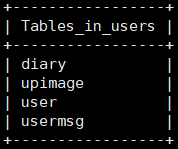 +-----------------+
| Tables_in_users |
+-----------------+
| diary           |
| upimage         |
| user            |
| usermsg         |
+-----------------+